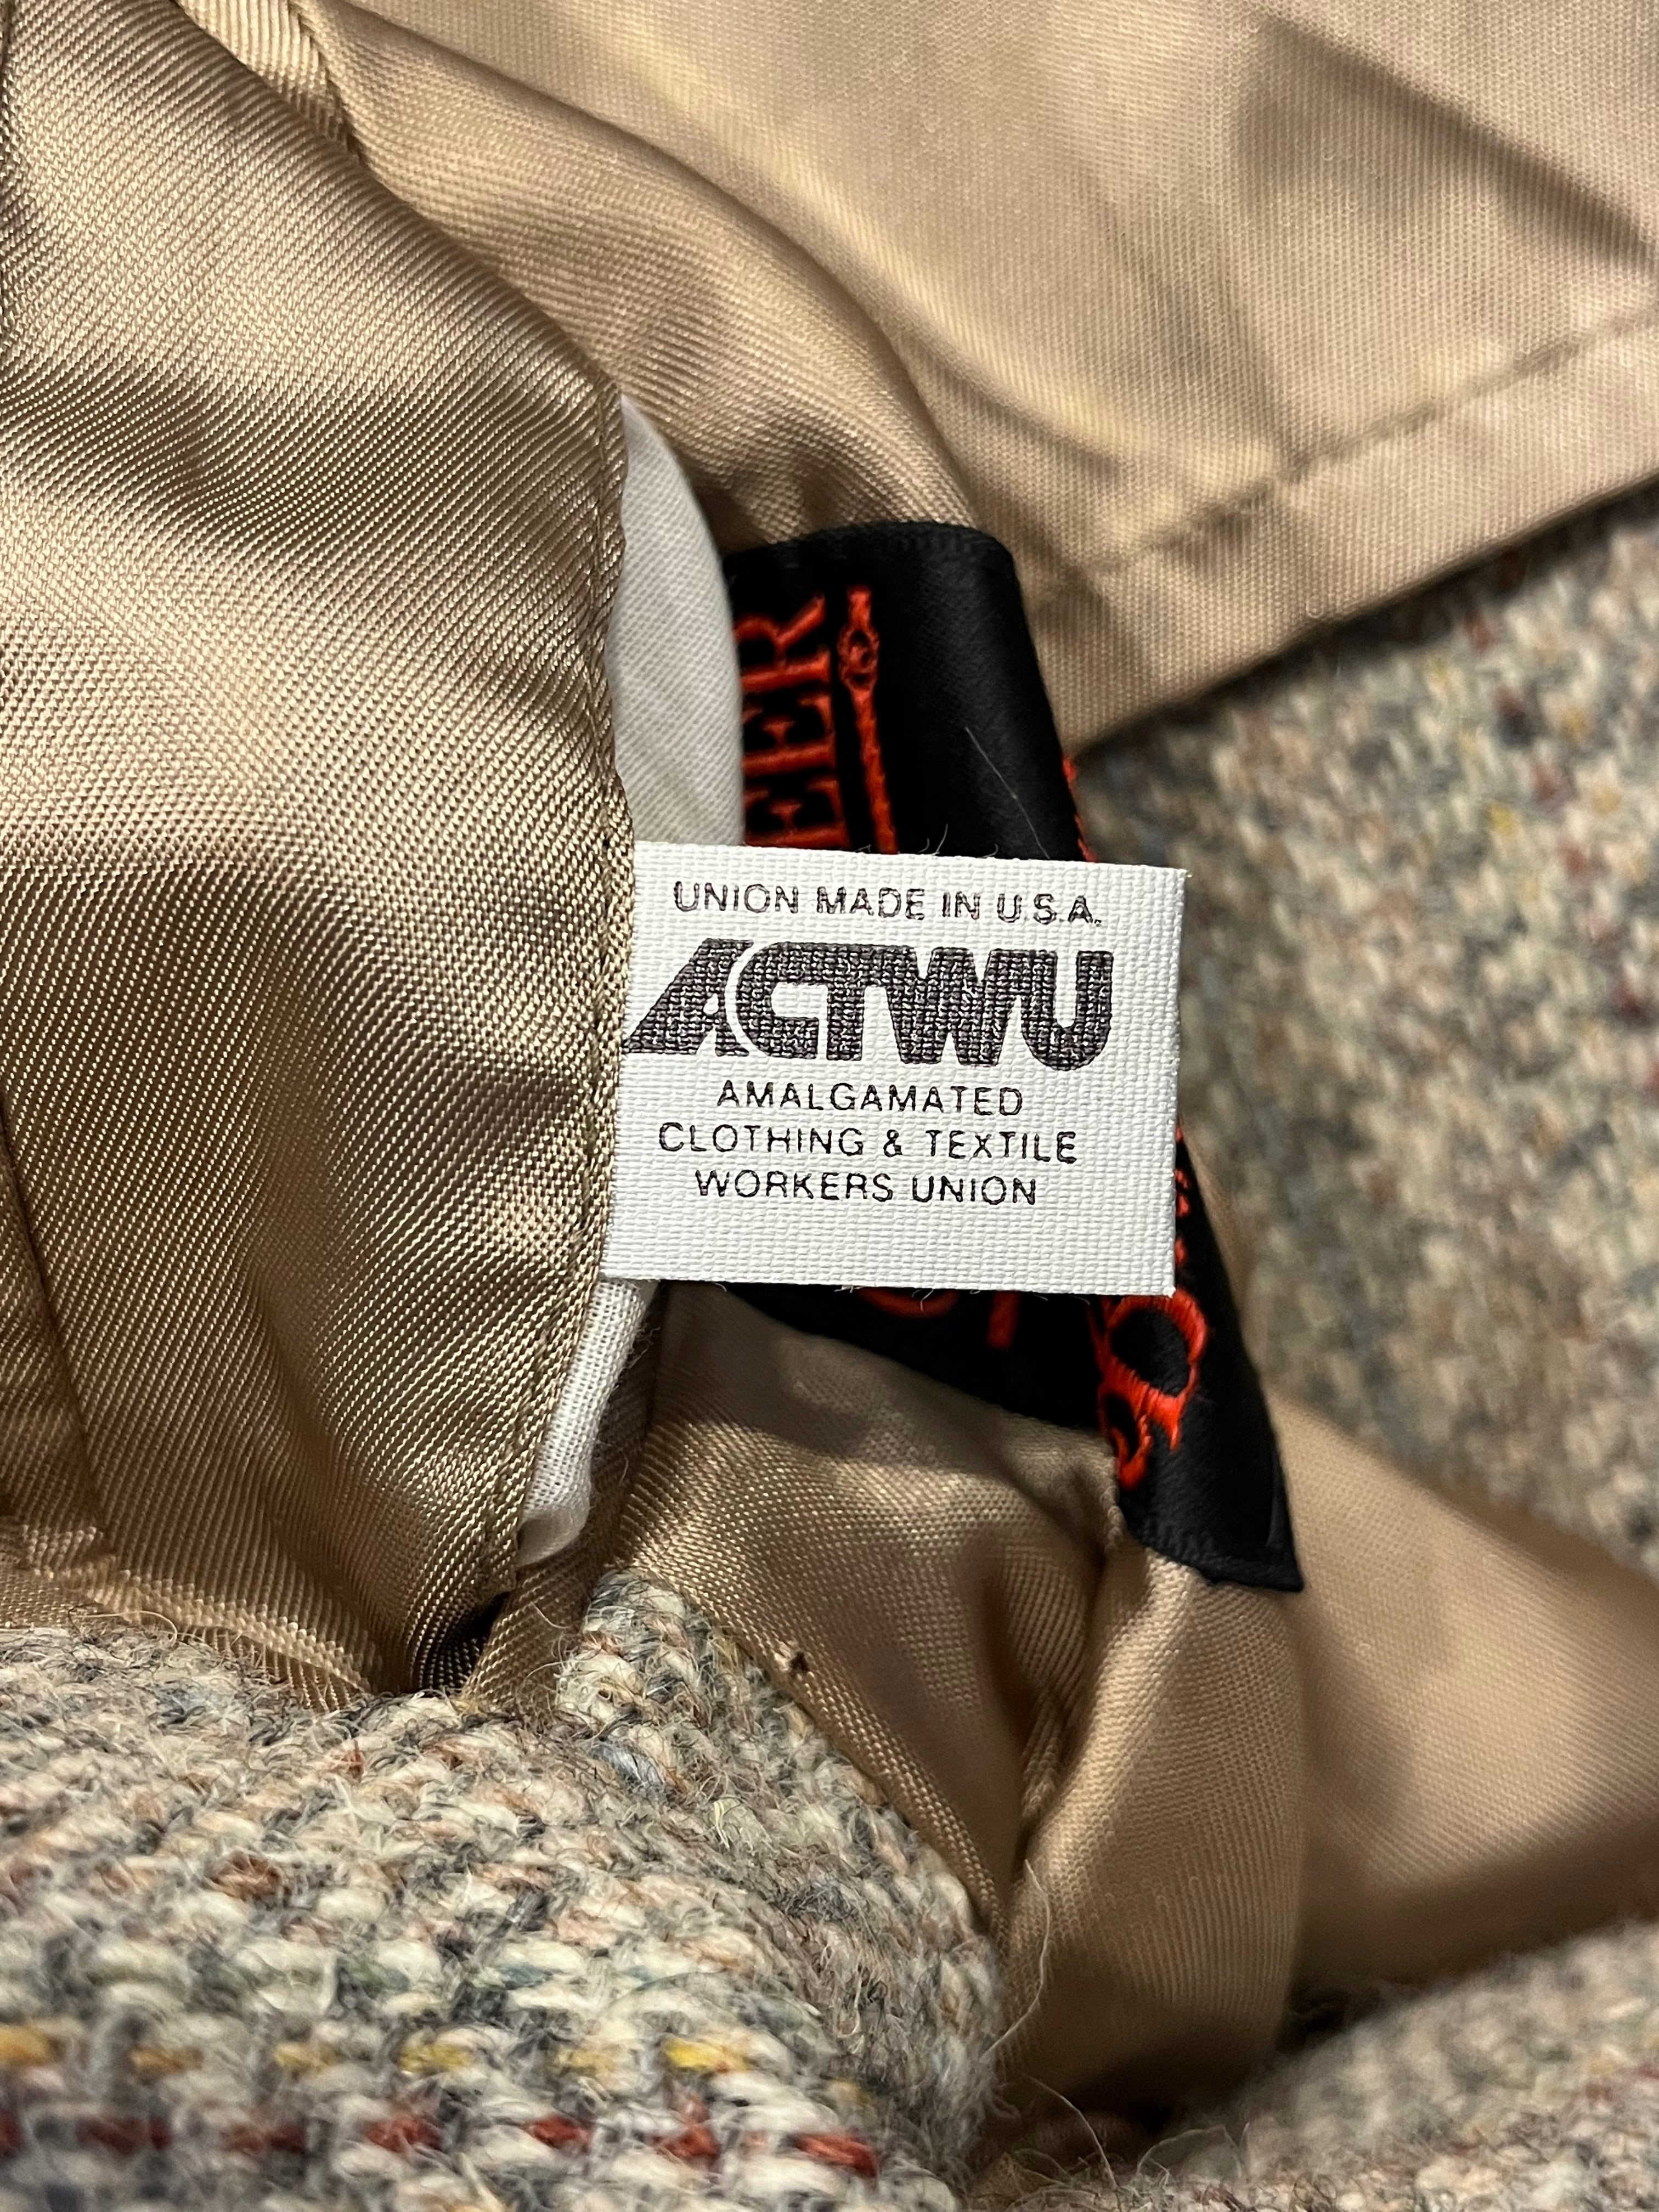 UNION MADE IN U.S.A.
ACTWU
AMALGAMATED
CLOTHING & TEXTILE
WORKERS UNION